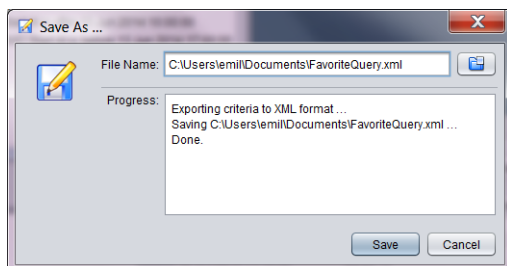 Save As ...
File Name: C:\Users\emil\Documents\FavoriteQuery.xml
Progress:
Exporting criteria to XML format ...
Saving C:\Users\emil\Documents\FavoriteQuery.xml ...
Done.
Save Cancel